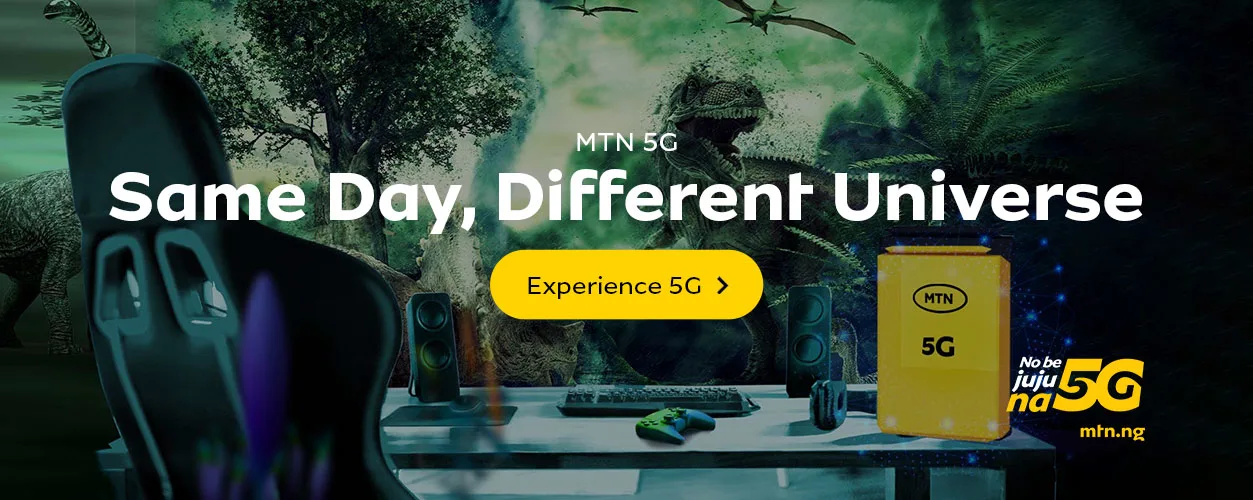 MTN 5G
Same Day, Different Universe
Experience 5G
MTN
5G
No be
juju
na 5G
mtn.ng